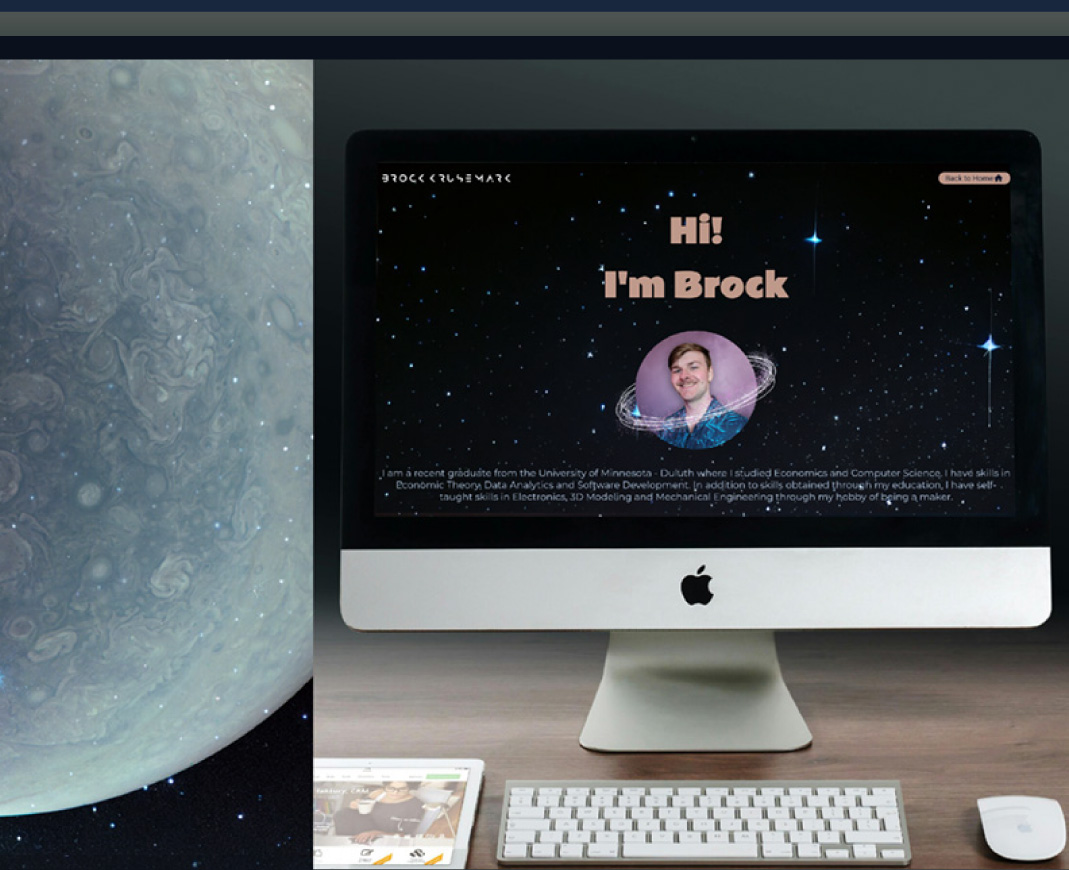 BROCK KRUSEMARK
Back to Home
Hi!
I'm Brock
I am a recent graduate from the University of Minnesota - Duluth where I studied Economics and Computer Science. I have skills in
Economic Theory, Data Analytics and Software Development. In addition to skills obtained through my education, I have self-
taught skills in Electronics, 3D Modeling and Mechanical Engineering through my hobby of being a maker.